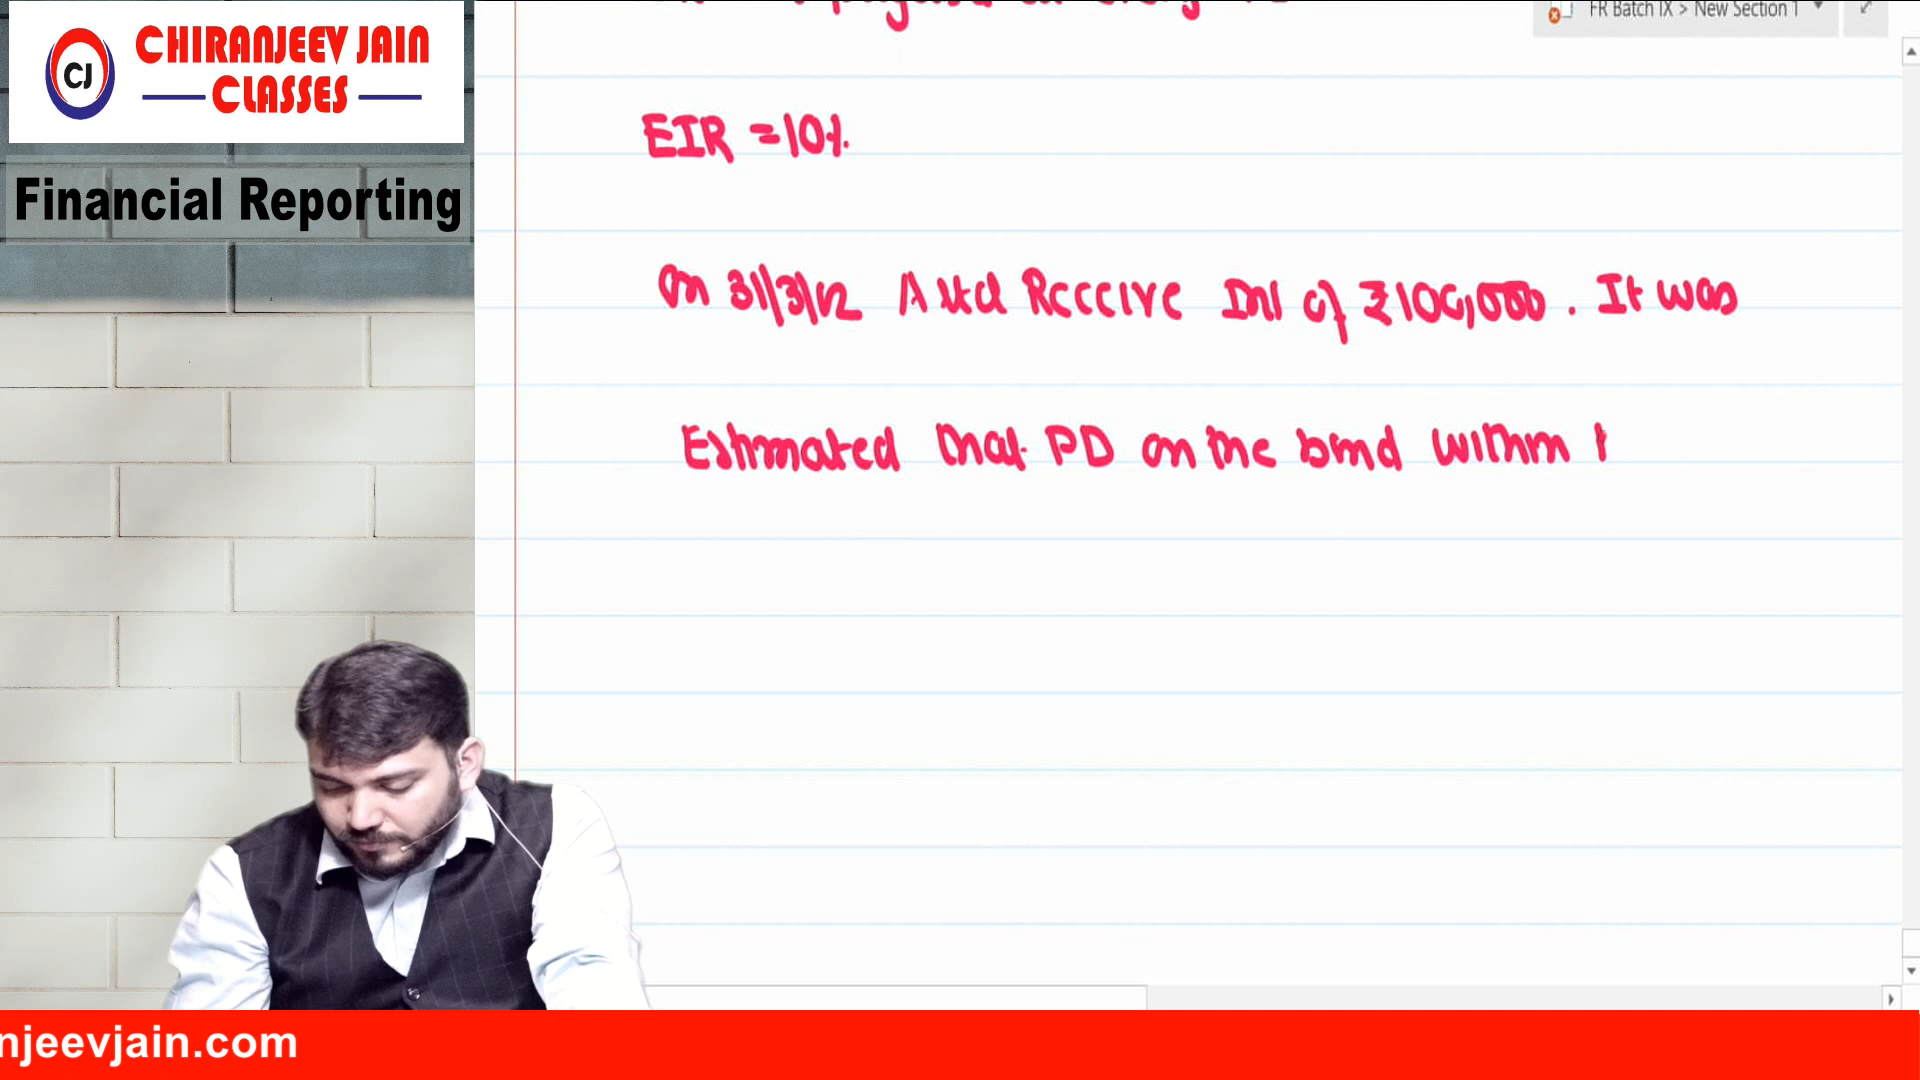 FR Batch IX > New Section 1
CHIRANJEEV JAIN
CJ
CLASSES
Financial Reporting
EIR = 10%.
On 31/3/12 A Ltd Receive Int of ₹100,000. It was
Estimated that PD on the bond within
njeevjain.com